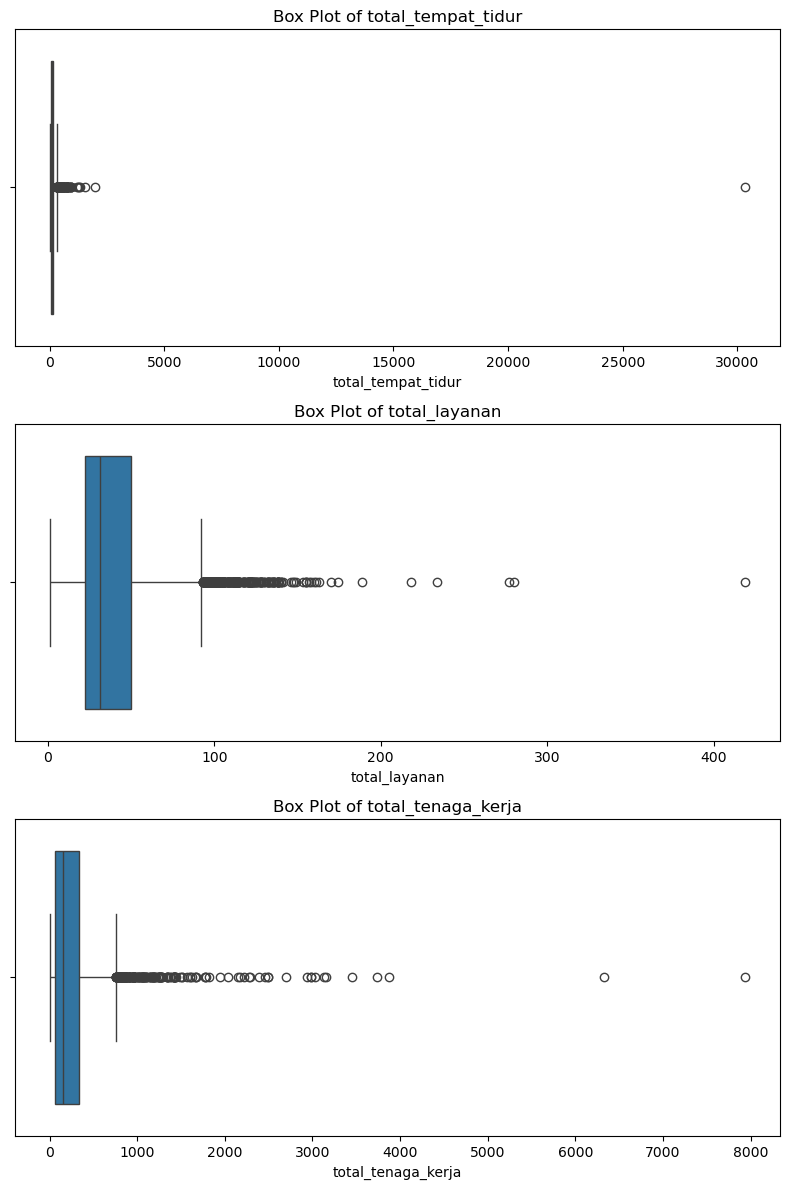 Box Plot of total_tempat_tidur
0 5000 10000 15000 20000 25000 30000
total_tempat_tidur
Box Plot of total_layanan
0 100 200 300 400
total_layanan
Box Plot of total_tenaga_kerja
0 1000 2000 3000 4000 5000 6000 7000 8000
total_tenaga_kerja